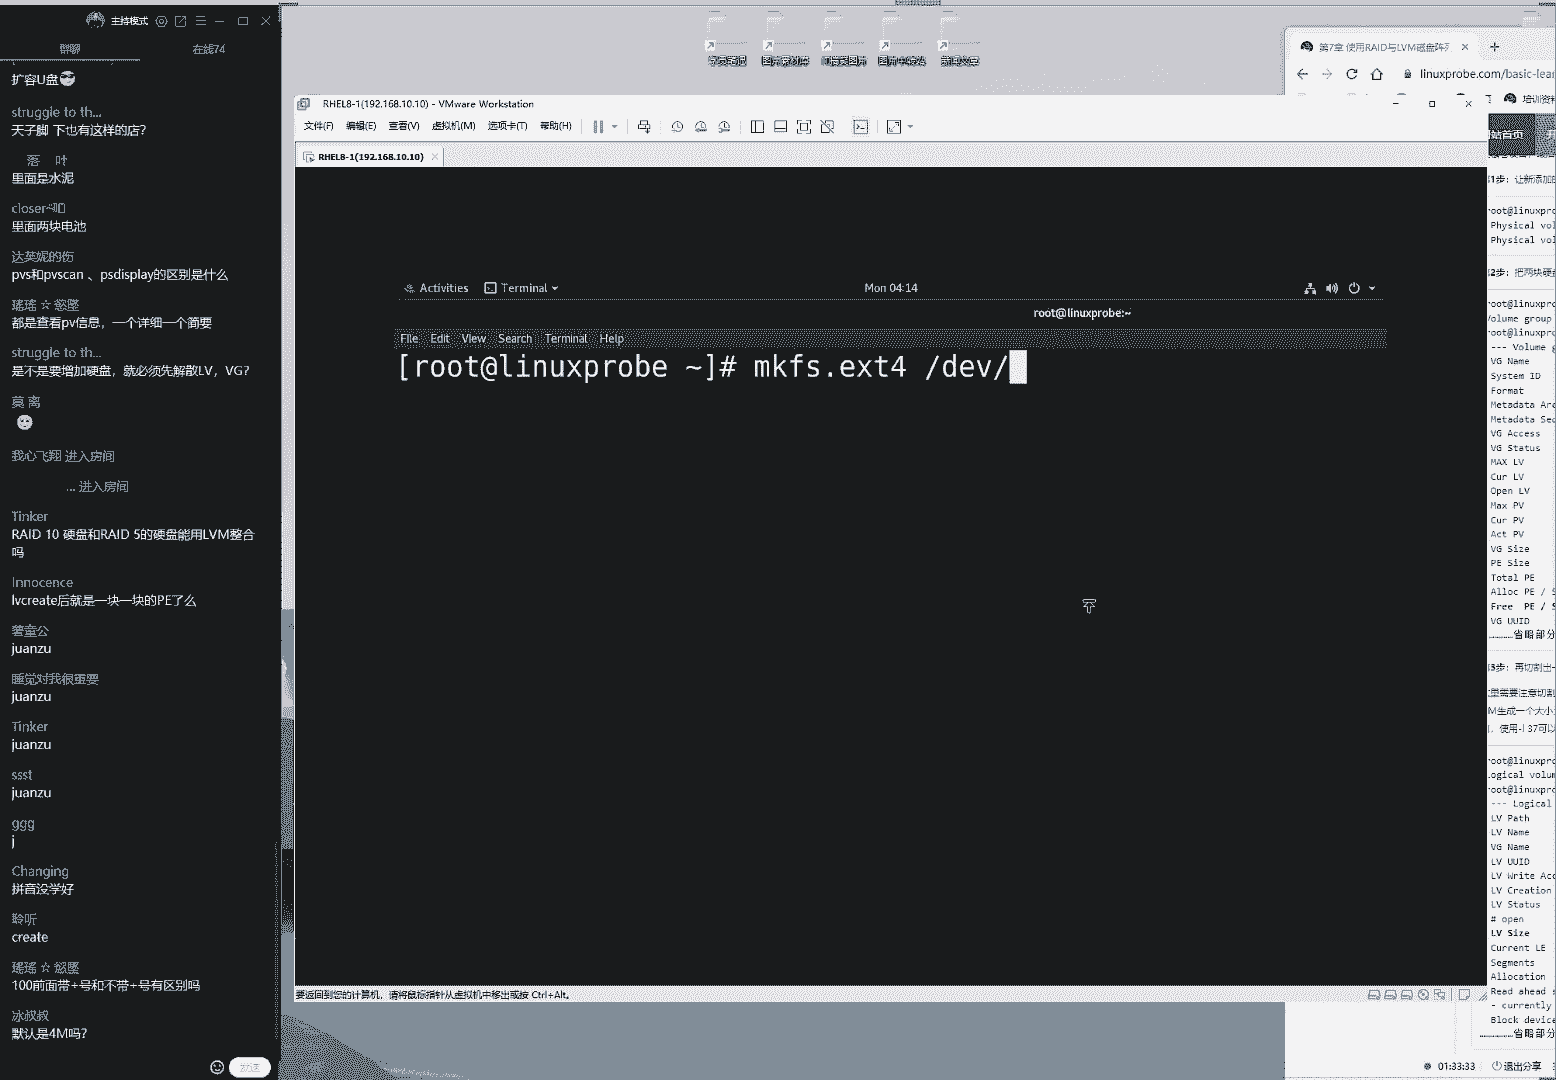 主持模式
群聊
在线74
扩容U盘
struggle to th...
天子脚 下也有这样的店？
落 叶
里面是水泥
里面两块电池
达芙妮的伤
pvs和pvscan 、psdisplay的区别是什么
都是查看pv信息，一个详细一个简要
struggle to th...
是不是要增加硬盘，就必须先解散LV，VG？
莫 离
我心飞翔 进入房间
... 进入房间
Tinker
RAID 10 硬盘和RAID 5的硬盘能用LVM整合
吗
Innocence
lvcreate后就是一块一块的PE了么
juanzu
睡觉对我很重要
juanzu
Tinker
juanzu
ssst
juanzu
ggg
j
Changing
拼音没学好
聆听
create
100前面带+号和不带+号有区别吗
冰叔叔
默认是4M吗？
发送
RHEL8-1(192.168.10.10) - VMware Workstation
文件(F) 编辑(E) 查看(V) 虚拟机(M) 选项卡(T) 帮助(H)
RHEL8-1(192.168.10.10)
Activities Terminal Mon 04:14
root@linuxprobe:~
File Edit View Search Terminal Help
[root@linuxprobe ~]# mkfs.ext4 /dev/
要返回到您的计算机，请将鼠标指针从虚拟机中移出或按 Ctrl+Alt。
第7章 使用RAID与LVM磁盘阵列
linuxprobe.com/basic-lear
培训资料
站首页
1步：让新添加的
root@linuxpro
Physical vol
Physical vol
2步：把两块硬盘
root@linuxpro
Volume group
root@linuxpro
--- Volume g
VG Name
System ID
Format
Metadata Are
Metadata Seq
VG Access
VG Status
MAX LV
Cur LV
Open LV
Max PV
Cur PV
Act PV
VG Size
PE Size
Total PE
Alloc PE / S
Free PE / S
VG UUID
………省略部分
3步：再切割出一
里需要注意切割
M生成一个大小
，使用-l 37可以
root@linuxpro
ogical volum
root@linuxpro
--- Logical
LV Path
LV Name
VG Name
LV UUID
LV Write Acc
LV Creation
LV Status
# open
LV Size
Current LE
Segments
Allocation
Read ahead s
- currently
Block device
………省略部分
01:33:33 退出分享